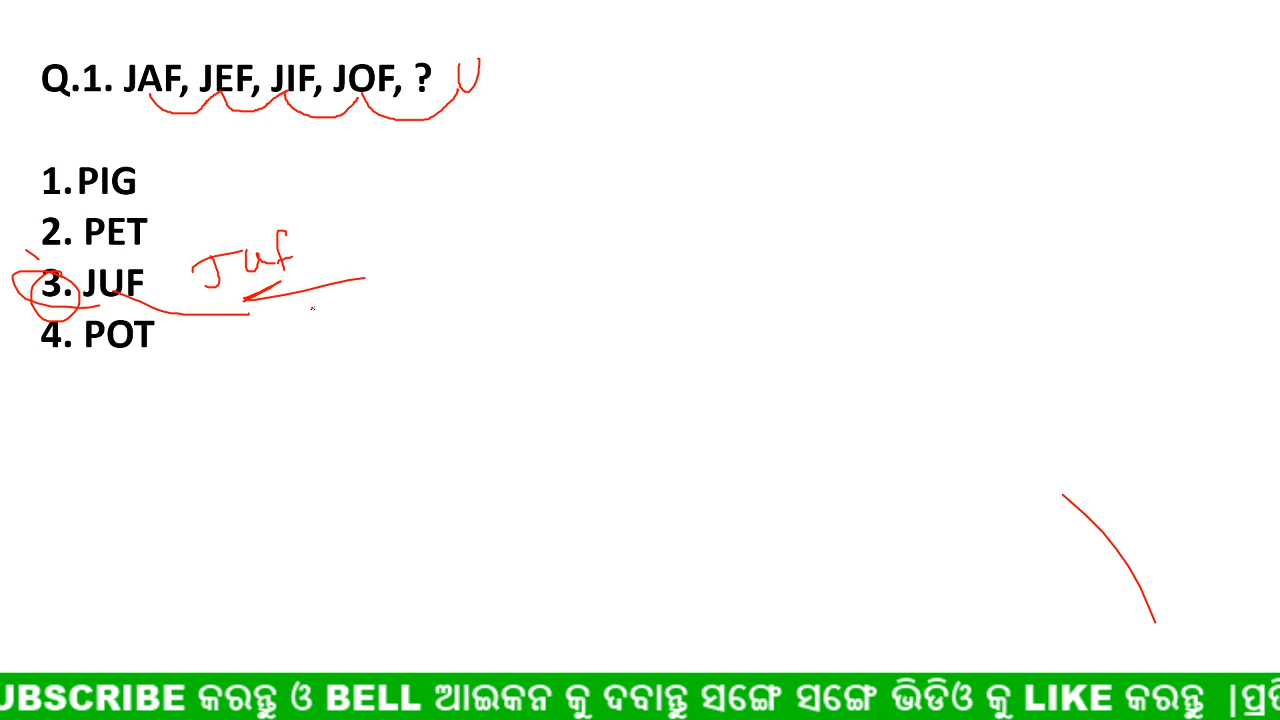 Q.1. JAF, JEF, JIF, JOF, ? U
1. PIG
2. PET
3. JUF Juf
4. POT
UBSCRIBE କରନ୍ତୁ ଓ BELL ଆଇକନ କୁ ଦବାନ୍ତୁ ସଙ୍ଗେ ସଙ୍ଗେ ଭିଡିଓ କୁ LIKE କରନ୍ତୁ |